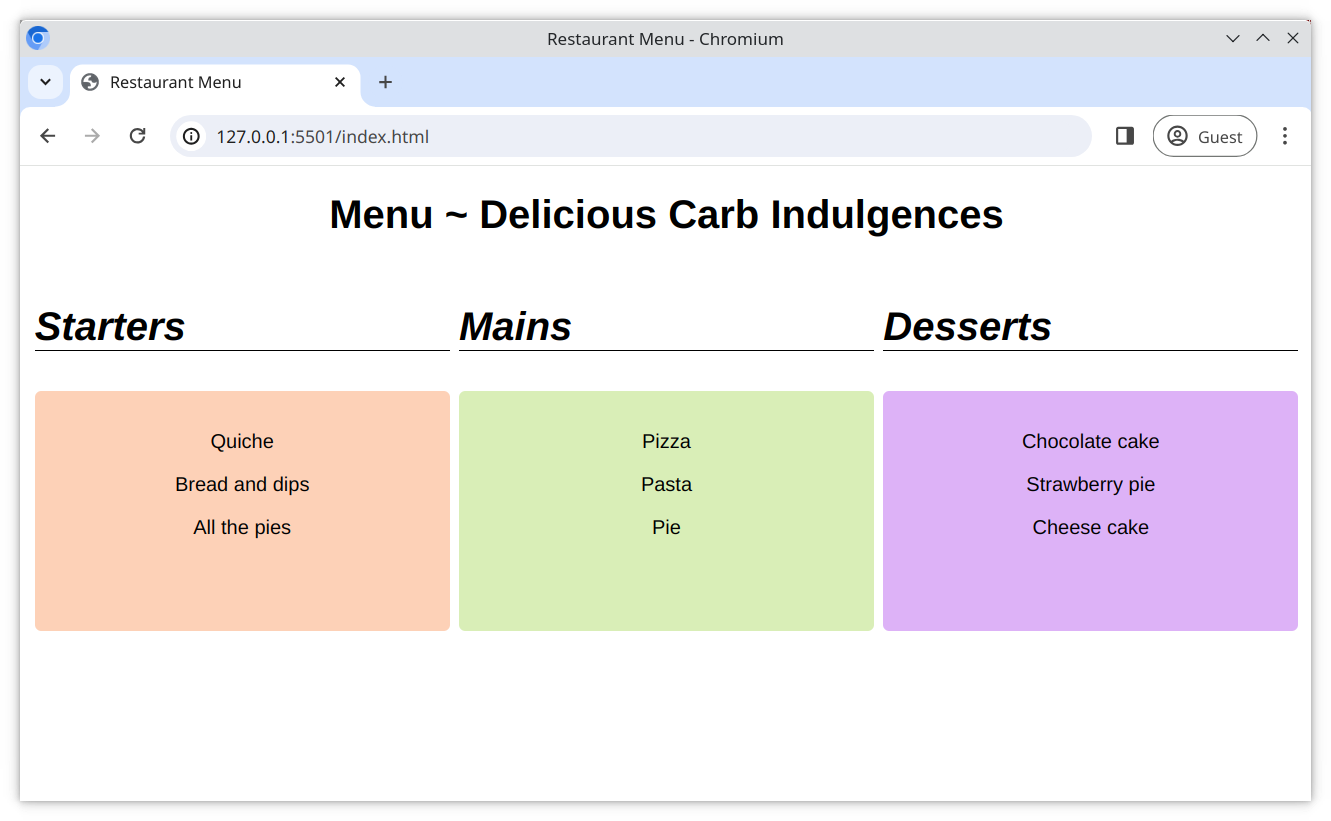 Restaurant Menu - Chromium
Restaurant Menu
127.0.0.1:5501/index.html
Guest
Menu ~ Delicious Carb Indulgences
Starters
Quiche
Bread and dips
All the pies
Mains
Pizza
Pasta
Pie
Desserts
Chocolate cake
Strawberry pie
Cheese cake